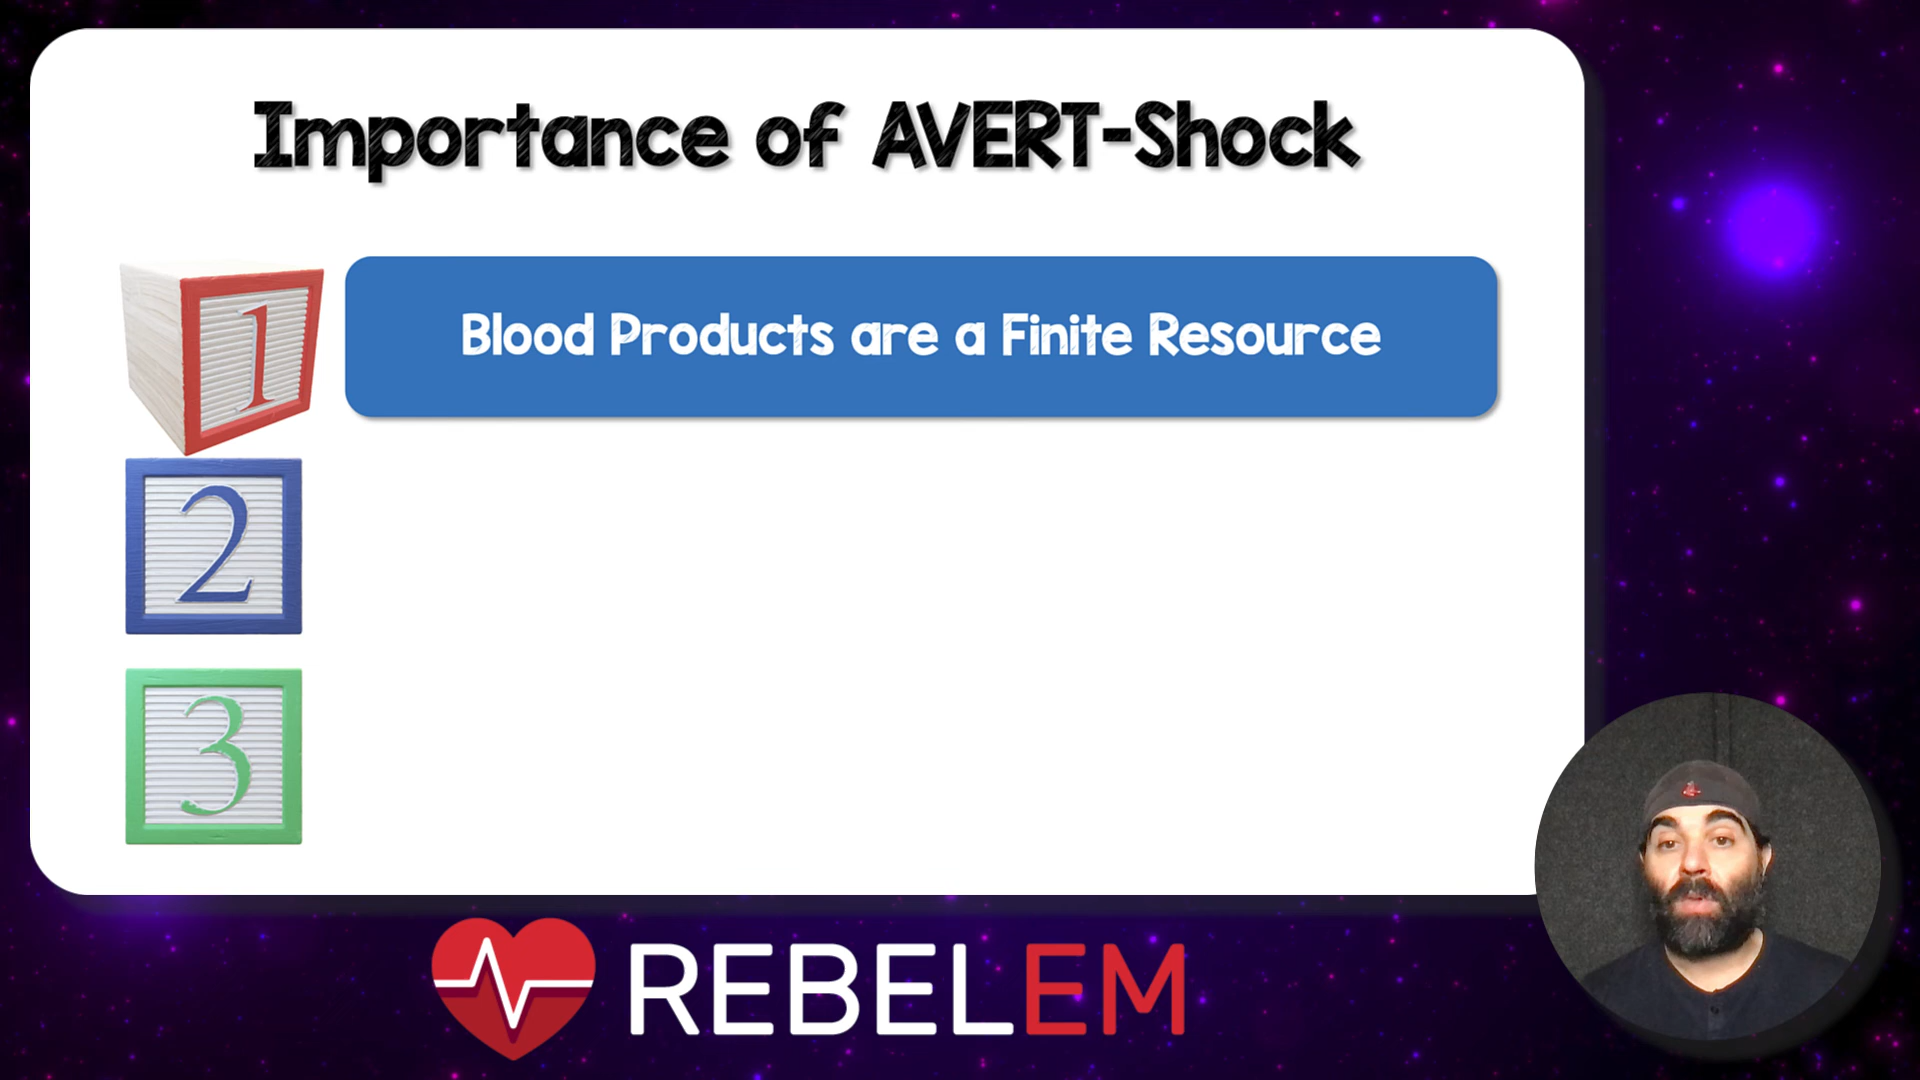 Importance of AVERT-Shock
1
Blood Products are a Finite Resource
2
3
REBELEM